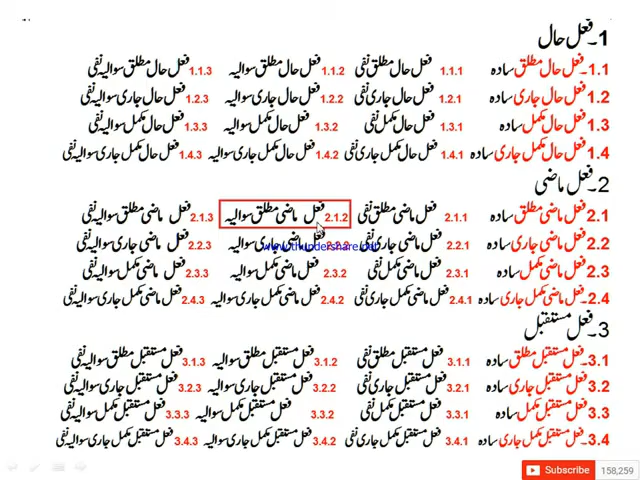 1۔فعل حال
1.1۔فعل حال مطلق سادہ 1.1.1 فعل حال مطلق نفی 1.1.2 فعل حال مطلق سوالیہ 1.1.3 فعل حال مطلق سوالیہ نفی
1.2۔فعل حال جاری سادہ 1.2.1 فعل حال جاری نفی 1.2.2 فعل حال جاری سوالیہ 1.2.3 فعل حال جاری سوالیہ نفی
1.3۔فعل حال مکمل سادہ 1.3.1 فعل حال مکمل نفی 1.3.2 فعل حال مکمل سوالیہ 1.3.3 فعل حال مکمل سوالیہ نفی
1.4۔فعل حال مکمل جاری سادہ 1.4.1 فعل حال مکمل جاری نفی 1.4.2 فعل حال مکمل جاری سوالیہ 1.4.3 فعل حال مکمل جاری سوالیہ نفی
2۔فعل ماضی
2.1۔فعل ماضی مطلق سادہ 2.1.1 فعل ماضی مطلق نفی 2.1.2 فعل ماضی مطلق سوالیہ 2.1.3 فعل ماضی مطلق سوالیہ نفی
2.2۔فعل ماضی جاری سادہ 2.2.1 فعل ماضی جاری نفی 2.2.2 فعل ماضی جاری سوالیہ 2.2.3 فعل ماضی جاری سوالیہ نفی
www.thundershare.net
2.3۔فعل ماضی مکمل سادہ 2.3.1 فعل ماضی مکمل نفی 2.3.2 فعل ماضی مکمل سوالیہ 2.3.3 فعل ماضی مکمل سوالیہ نفی
2.4۔فعل ماضی مکمل جاری سادہ 2.4.1 فعل ماضی مکمل جاری نفی 2.4.2 فعل ماضی مکمل جاری سوالیہ 2.4.3 فعل ماضی مکمل جاری سوالیہ نفی
3۔فعل مستقبل
3.1۔فعل مستقبل مطلق سادہ 3.1.1 فعل مستقبل مطلق نفی 3.1.2 فعل مستقبل مطلق سوالیہ 3.1.3 فعل مستقبل مطلق سوالیہ نفی
3.2۔فعل مستقبل جاری سادہ 3.2.1 فعل مستقبل جاری نفی 3.2.2 فعل مستقبل جاری سوالیہ 3.2.3 فعل مستقبل جاری سوالیہ نفی
3.3۔فعل مستقبل مکمل سادہ 3.3.1 فعل مستقبل مکمل نفی 3.3.2 فعل مستقبل مکمل سوالیہ 3.3.3 فعل مستقبل مکمل سوالیہ نفی
3.4۔فعل مستقبل مکمل جاری سادہ 3.4.1 فعل مستقبل مکمل جاری نفی 3.4.2 فعل مستقبل مکمل جاری سوالیہ 3.4.3 فعل مستقبل مکمل جاری سوالیہ نفی
Subscribe 158,259